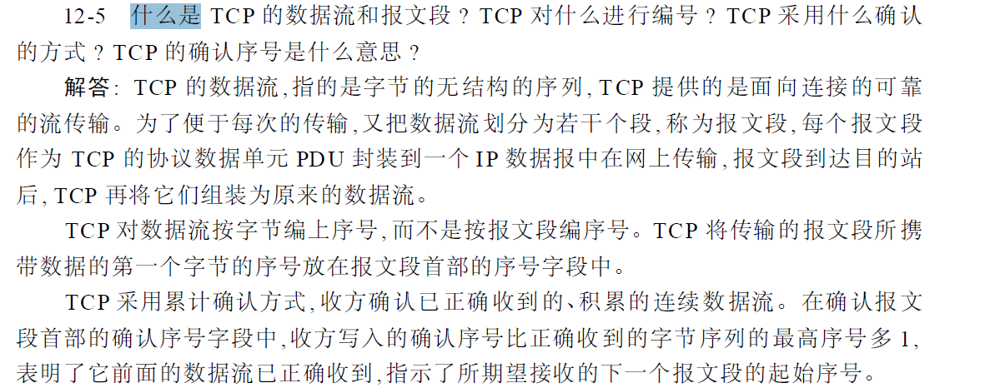 12-5 什么是 TCP 的数据流和报文段？TCP 对什么进行编号？TCP 采用什么确认
的方式？TCP 的确认序号是什么意思？
解答：TCP 的数据流,指的是字节的无结构的序列, TCP 提供的是面向连接的可靠
的流传输。为了便于每次的传输,又把数据流划分为若干个段,称为报文段,每个报文段
作为 TCP 的协议数据单元 PDU 封装到一个 IP 数据报中在网上传输,报文段到达目的站
后, TCP 再将它们组装为原来的数据流。
TCP 对数据流按字节编上序号,而不是按报文段编序号。TCP 将传输的报文段所携
带数据的第一个字节的序号放在报文段首部的序号字段中。
TCP 采用累计确认方式,收方确认已正确收到的、积累的连续数据流。在确认报文
段首部的确认序号字段中,收方写入的确认序号比正确收到的字节序列的最高序号多 1,
表明了它前面的数据流已正确收到,指示了所期望接收的下一个报文段的起始序号。